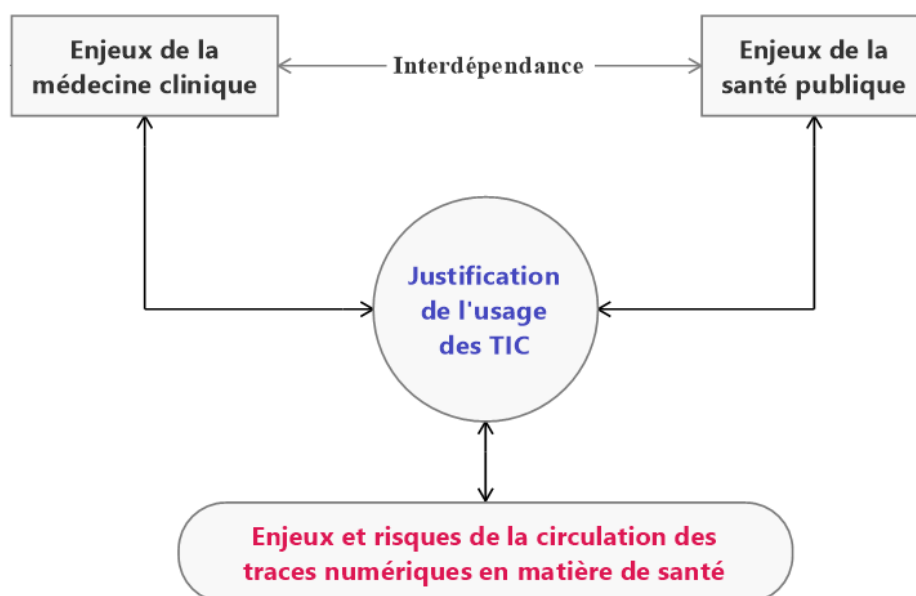 Enjeux de la
médecine clinique
Interdépendance
Enjeux de la
santé publique
Justification
de l'usage
des TIC
Enjeux et risques de la circulation des
traces numériques en matière de santé